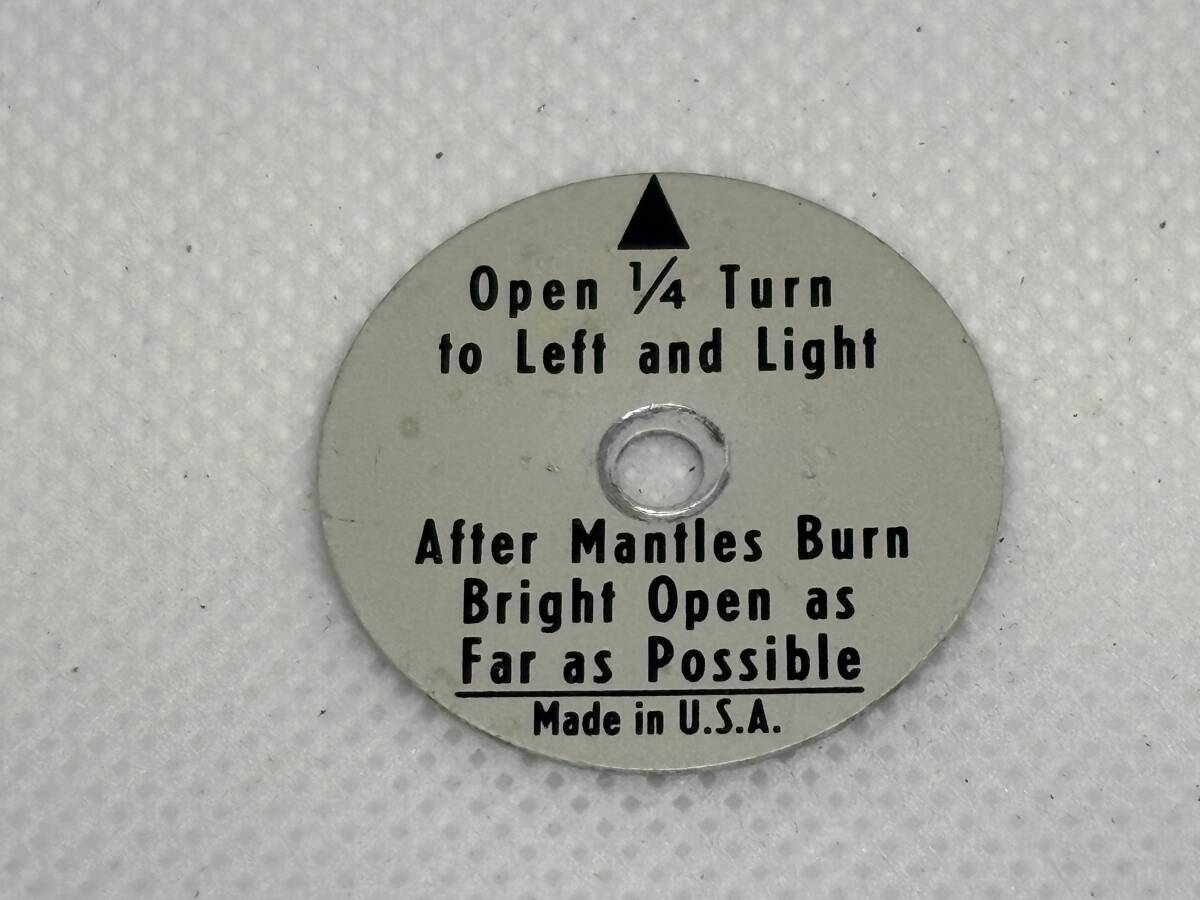 Open ¼ Turn
to Left and Light
After Mantles Burn
Bright Open as
Far as Possible
Made in U.S.A.